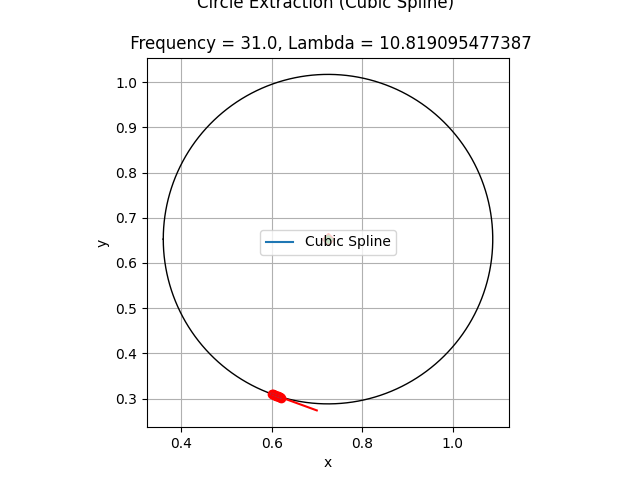 Circle Extraction (Cubic Spline)
Frequency = 31.0, Lambda = 10.819095477387
1.0
0.9
0.8
0.7
0.6
0.5
0.4
0.3
y
Cubic Spline
0.4 0.6 0.8 1.0
x